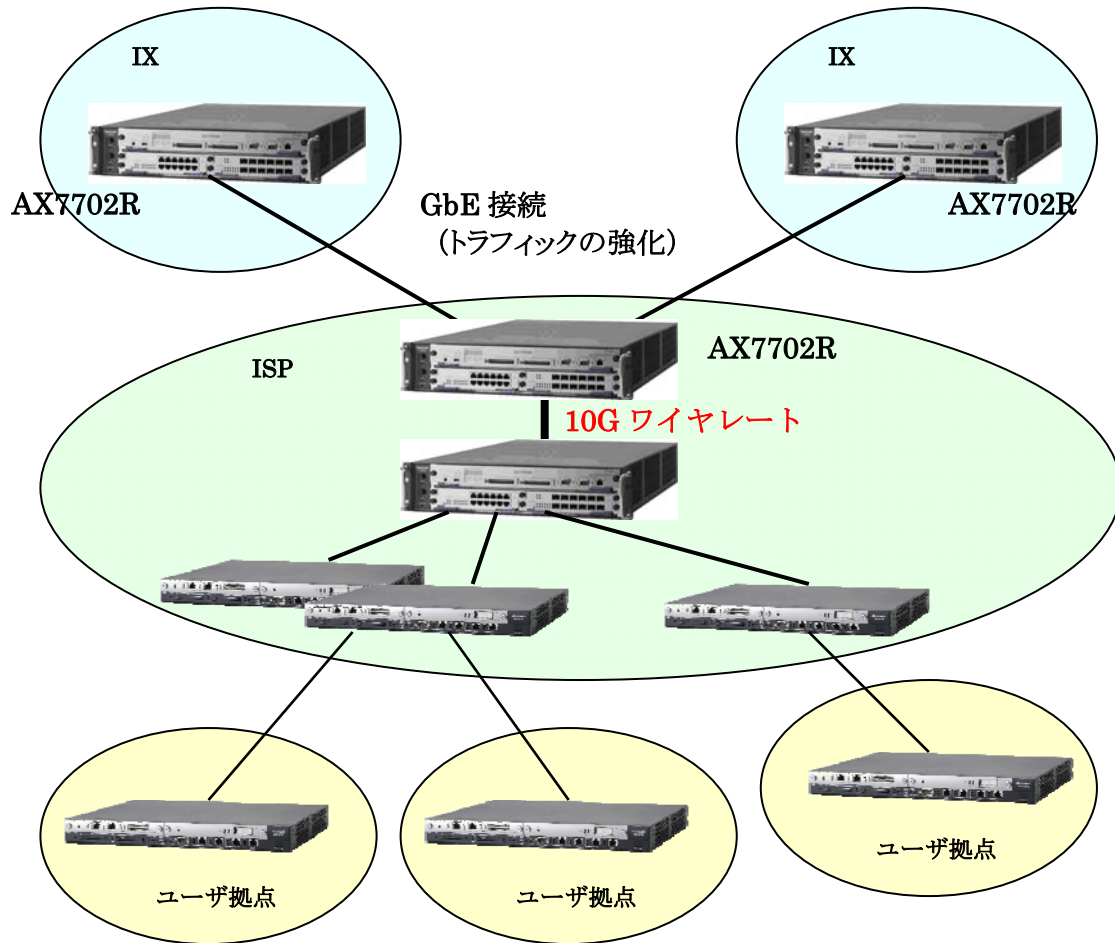 IX
IX
AX7702R
GbE 接続
（トラフィックの強化）
AX7702R
ISP
AX7702R
10G ワイヤレート
ユーザ拠点
ユーザ拠点
ユーザ拠点